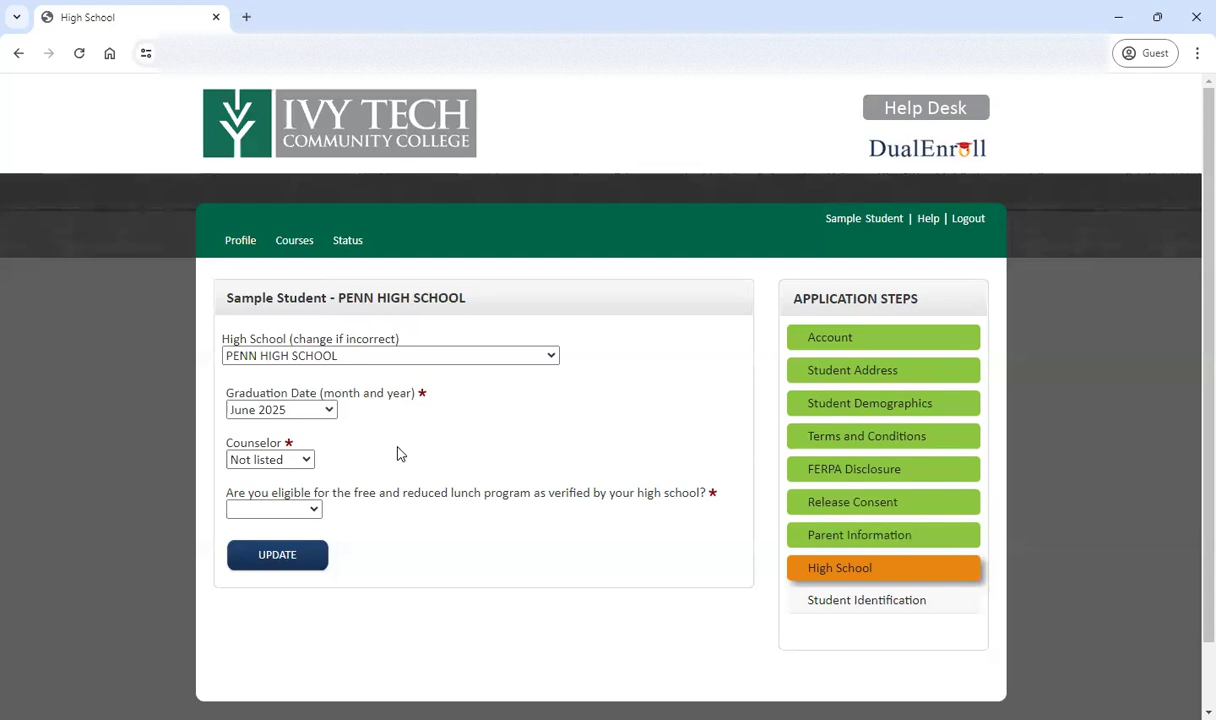 High School
Guest
IVY TECH
COMMUNITY COLLEGE
Help Desk
DualEnroll
Sample Student | Help | Logout
Profile Courses Status
Sample Student - PENN HIGH SCHOOL
High School (change if incorrect)
PENN HIGH SCHOOL
Graduation Date (month and year) *
June 2025
Counselor *
Not listed
Are you eligible for the free and reduced lunch program as verified by your high school? *
UPDATE
APPLICATION STEPS
Account
Student Address
Student Demographics
Terms and Conditions
FERPA Disclosure
Release Consent
Parent Information
High School
Student Identification